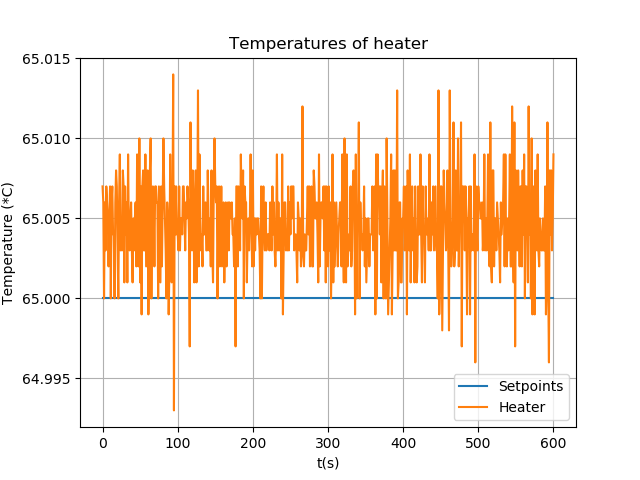 Temperatures of heater
65.015
65.010
65.005
65.000
64.995
Temperature (*C)
Setpoints
Heater
0 100 200 300 400 500 600
t(s)